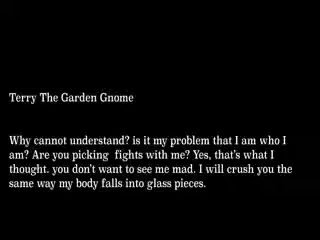 Terry The Garden Gnome
Why cannot understand? is it my problem that I am who I
am? Are you picking  fights with me? Yes, that's what I
thought. you don't want to see me mad. I will crush you the
same way my body falls into glass pieces.